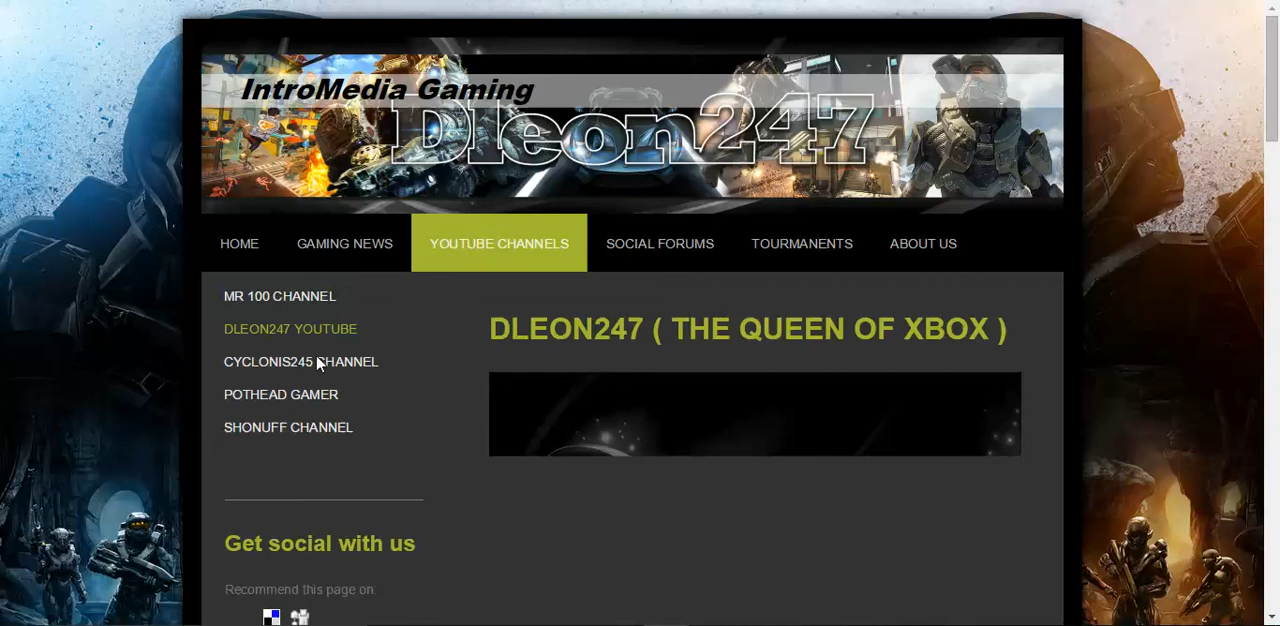 IntroMedia Gaming
Dleon247
HOME GAMING NEWS YOUTUBE CHANNELS SOCIAL FORUMS TOURMANENTS ABOUT US
MR 100 CHANNEL
DLEON247 YOUTUBE
CYCLONIS245 CHANNEL
POTHEAD GAMER
SHONUFF CHANNEL
DLEON247 ( THE QUEEN OF XBOX )
Get social with us
Recommend this page on: